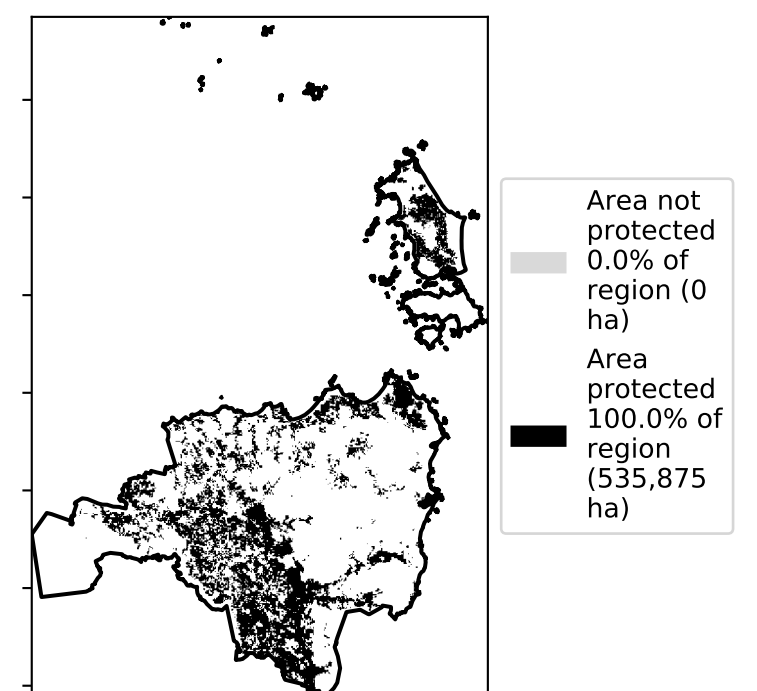 Area not
protected
0.0% of
region (0
ha)
Area
protected
100.0% of
region
(535,875
ha)